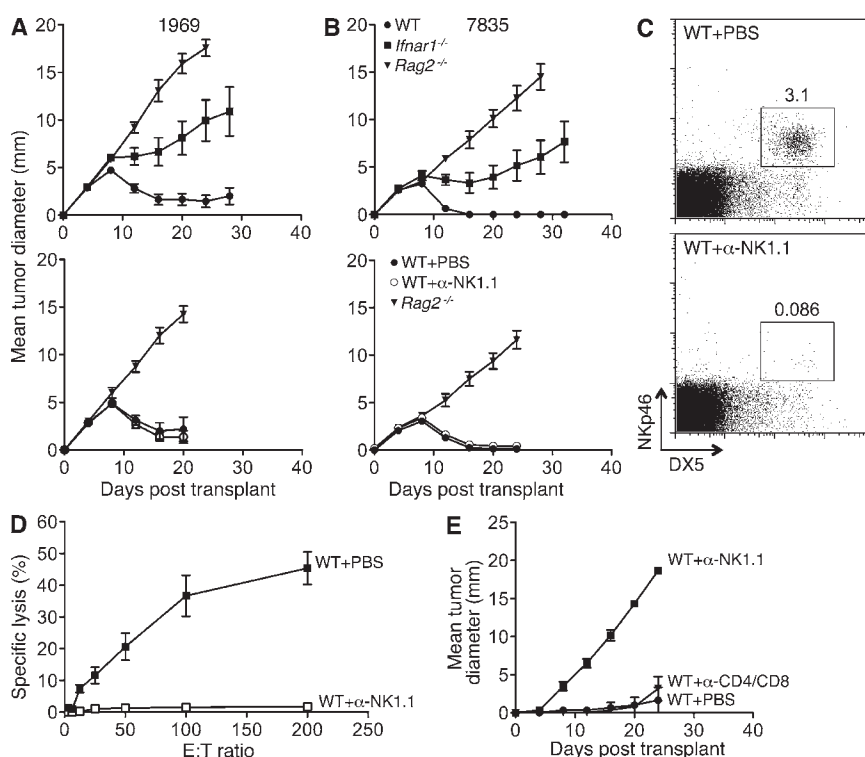 A
1969
20
15
10
5
0
0 10 20 30 40
Mean tumor diameter (mm)
20
15
10
5
0
0 10 20 30 40
Days post transplant
B
7835
WT
Ifnar1-/-
Rag2-/-
20
15
10
5
0
0 10 20 30 40
WT+PBS
WT+α-NK1.1
Rag2-/-
20
15
10
5
0
0 10 20 30 40
Days post transplant
C
WT+PBS
3.1
WT+α-NK1.1
0.086
NKp46
DX5
D
60
50
40
30
20
10
0
Specific lysis (%)
WT+PBS
WT+α-NK1.1
0 50 100 150 200 250
E:T ratio
E
25
20
15
10
5
0
Mean tumor
diameter (mm)
WT+α-NK1.1
WT+α-CD4/CD8
WT+PBS
0 10 20 30 40
Days post transplant